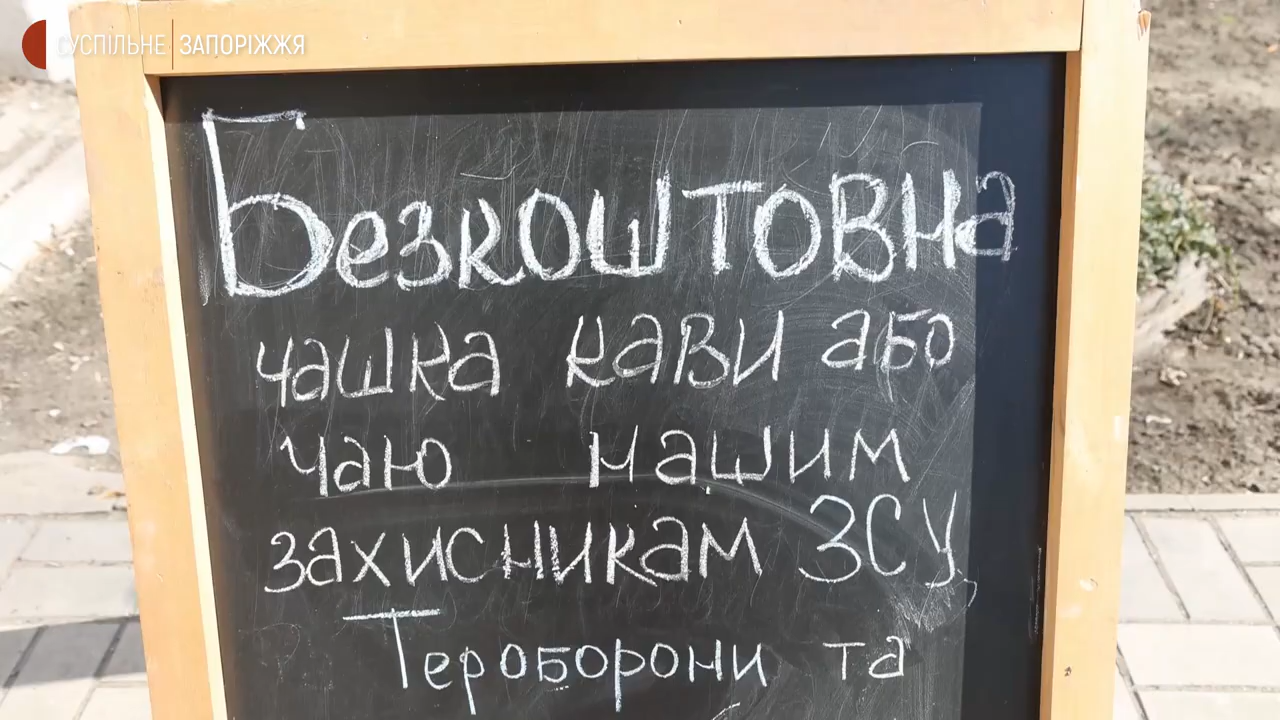 СУСПІЛЬНЕ ЗАПОРІЖЖЯ
Безкоштовна
чашка кави або
чаю нашим
захисникам ЗСУ,
Тероборони та